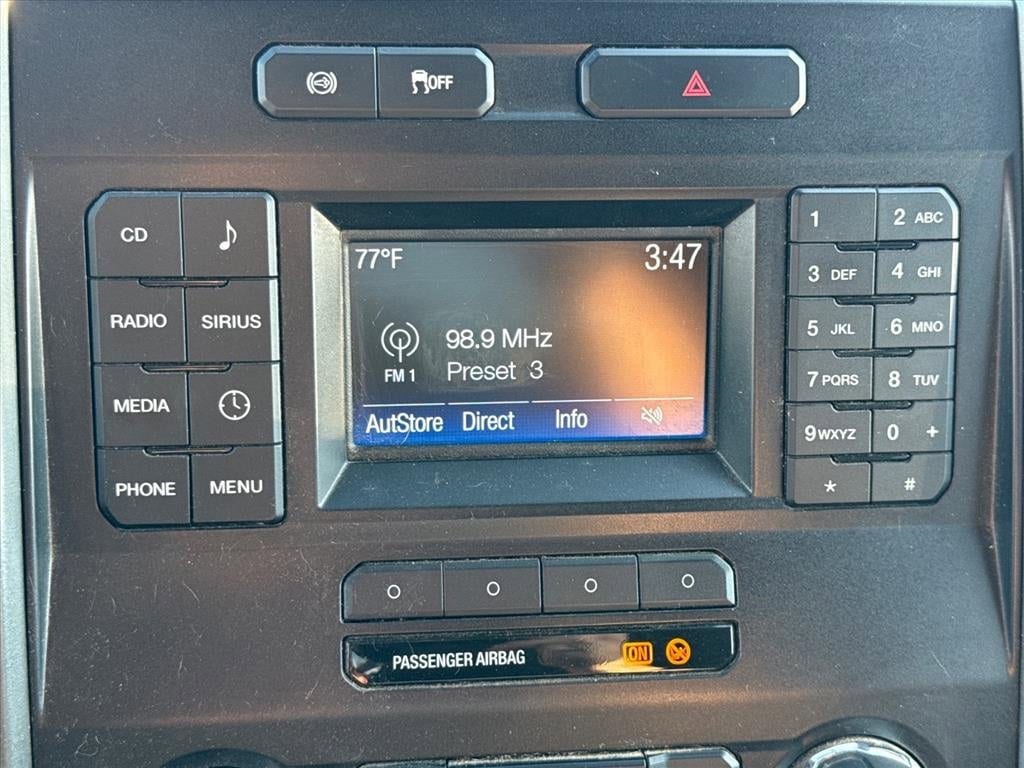 OFF
CD
RADIO SIRIUS
MEDIA
PHONE MENU
77°F 3:47
98.9 MHz
FM 1
Preset 3
AutStore Direct Info
1 2 ABC
3 DEF 4 GHI
5 JKL 6 MNO
7 PQRS 8 TUV
9 WXYZ 0 +
* #
PASSENGER AIRBAG ON